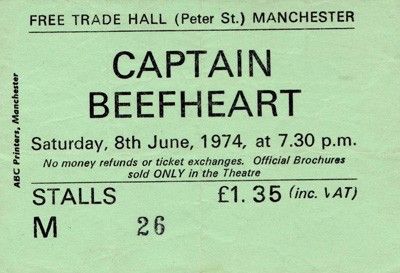 FREE TRADE HALL (Peter St.) MANCHESTER
CAPTAIN
BEEFHEART
Saturday, 8th June, 1974, at 7.30 p.m.
No money refunds or ticket exchanges. Official Brochures
sold ONLY in the Theatre
STALLS £1.35 (inc. VAT)
M 26
ABC Printers, Manchester